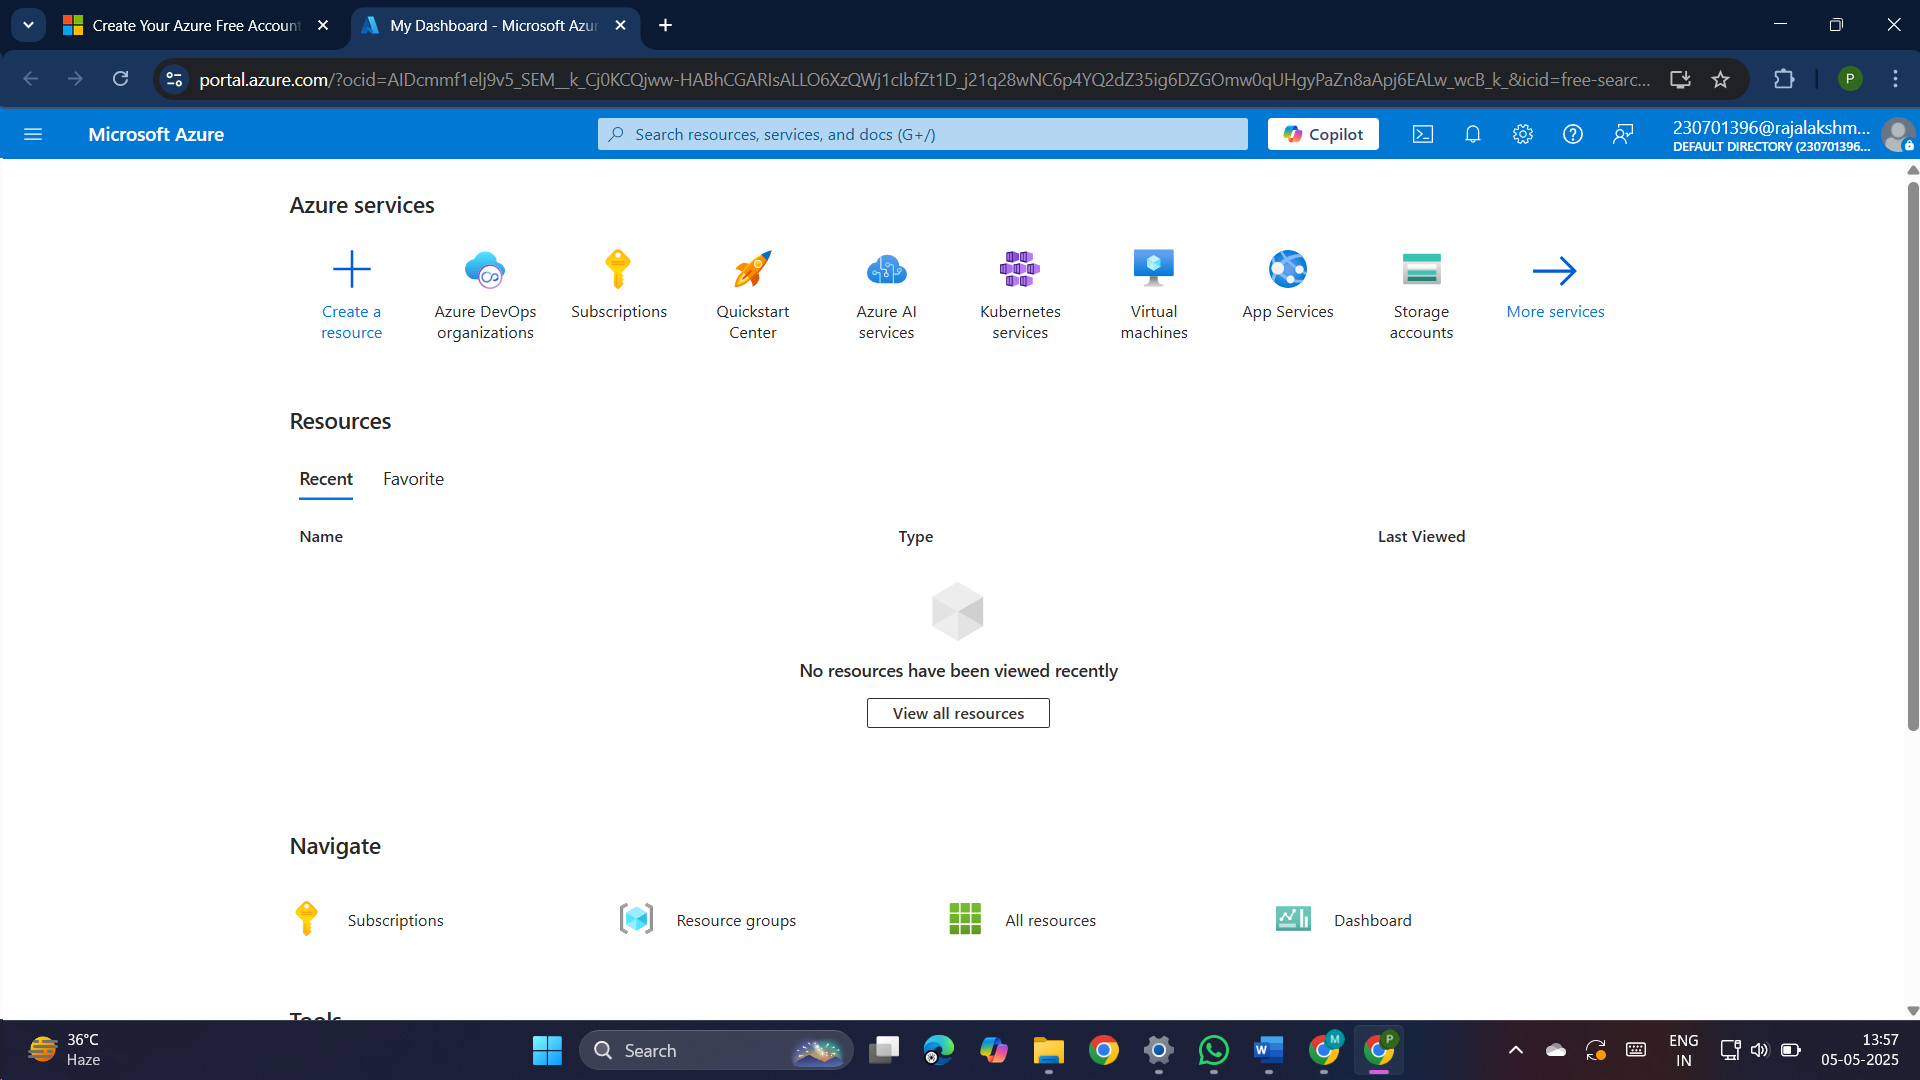 Create Your Azure Free Account
My Dashboard - Microsoft Azu
portal.azure.com/?ocid=AIDcmmf1elj9v5_SEM__k_Cj0KCQjww-HABhCGARIsALLO6XzQWj1cIbfZt1D_j21q28wNC6p4YQ2dZ35ig6DZGOmw0qUHgyPaZn8aApj6EALw_wcB_k_&icid=free-searc...
P
Microsoft Azure
Search resources, services, and docs (G+/)
Copilot
230701396@rajalakshm...
DEFAULT DIRECTORY (230701396...
Azure services
Create a resource
Azure DevOps organizations
Subscriptions
Quickstart Center
Azure AI services
Kubernetes services
Virtual machines
App Services
Storage accounts
More services
Resources
Recent
Favorite
Name
Type
Last Viewed
No resources have been viewed recently
View all resources
Navigate
Subscriptions
Resource groups
All resources
Dashboard
Tools
36°C
Haze
Search
W
M
P
ENG
IN
13:57
05-05-2025